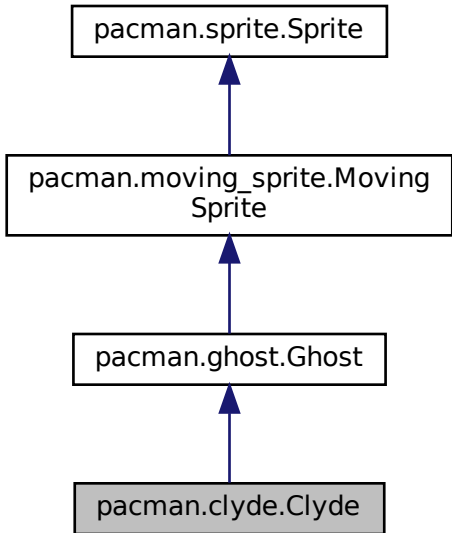 pacman.sprite.Sprite
pacman.moving_sprite.Moving
Sprite
pacman.ghost.Ghost
pacman.clyde.Clyde